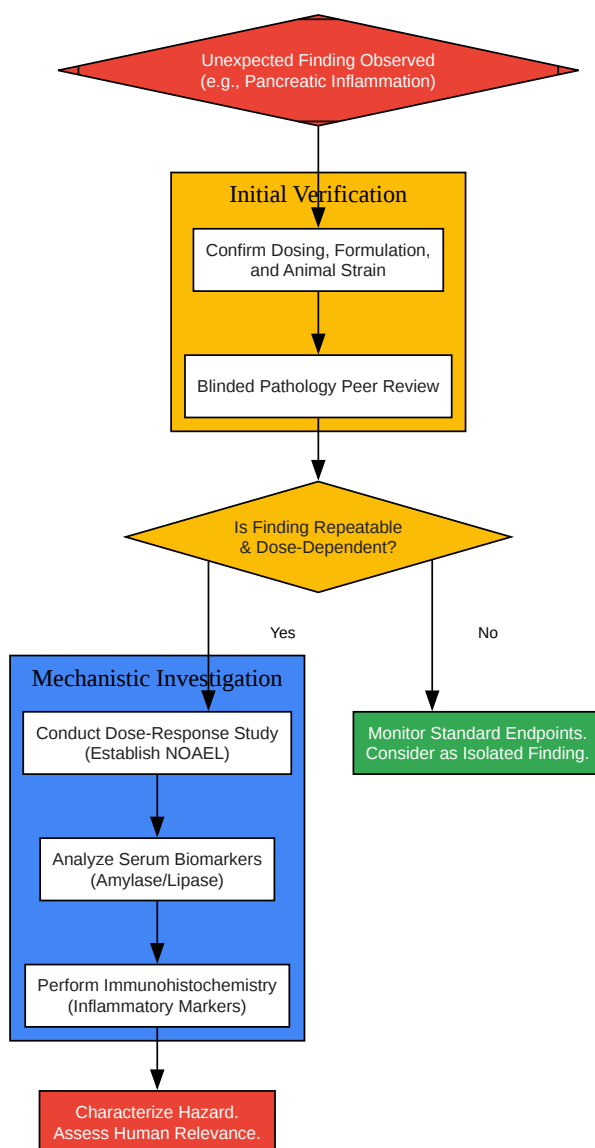 Unexpected Finding Observed
(e.g., Pancreatic Inflammation)
Initial Verification
Confirm Dosing, Formulation,
and Animal Strain
Blinded Pathology Peer Review
Is Finding Repeatable
& Dose-Dependent?
Yes
No
Mechanistic Investigation
Conduct Dose-Response Study
(Establish NOAEL)
Monitor Standard Endpoints.
Consider as Isolated Finding.
Analyze Serum Biomarkers
(Amylase/Lipase)
Perform Immunohistochemistry
(Inflammatory Markers)
Characterize Hazard.
Assess Human Relevance.